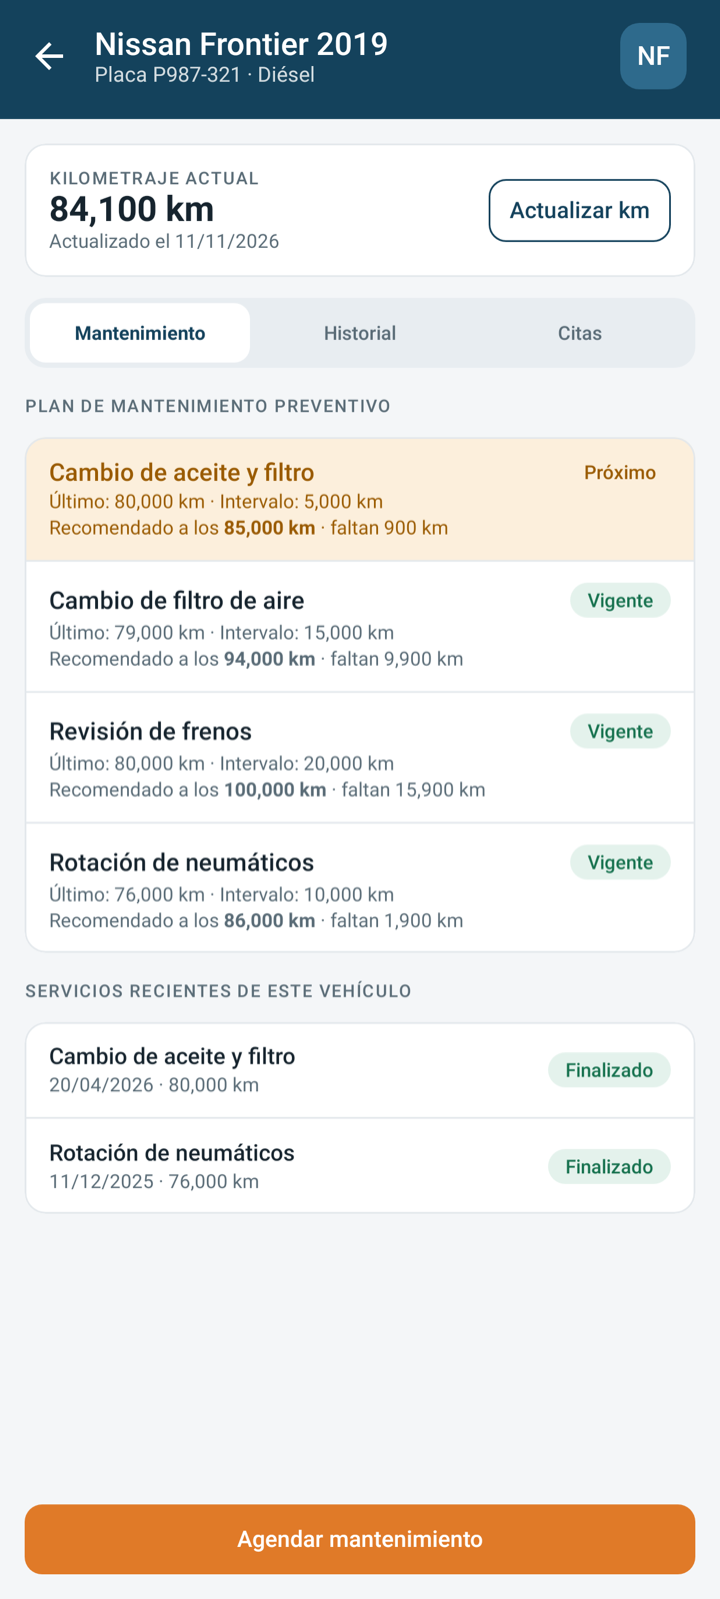 Nissan Frontier 2019
Placa P987-321 · Diésel
NF
KILOMETRAJE ACTUAL
84,100 km
Actualizado el 11/11/2026
Actualizar km
Mantenimiento
Historial
Citas
PLAN DE MANTENIMIENTO PREVENTIVO
Cambio de aceite y filtro
Próximo
Último: 80,000 km · Intervalo: 5,000 km
Recomendado a los 85,000 km · faltan 900 km
Cambio de filtro de aire
Vigente
Último: 79,000 km · Intervalo: 15,000 km
Recomendado a los 94,000 km · faltan 9,900 km
Revisión de frenos
Vigente
Último: 80,000 km · Intervalo: 20,000 km
Recomendado a los 100,000 km · faltan 15,900 km
Rotación de neumáticos
Vigente
Último: 76,000 km · Intervalo: 10,000 km
Recomendado a los 86,000 km · faltan 1,900 km
SERVICIOS RECIENTES DE ESTE VEHÍCULO
Cambio de aceite y filtro
20/04/2026 · 80,000 km
Finalizado
Rotación de neumáticos
11/12/2025 · 76,000 km
Finalizado
Agendar mantenimiento